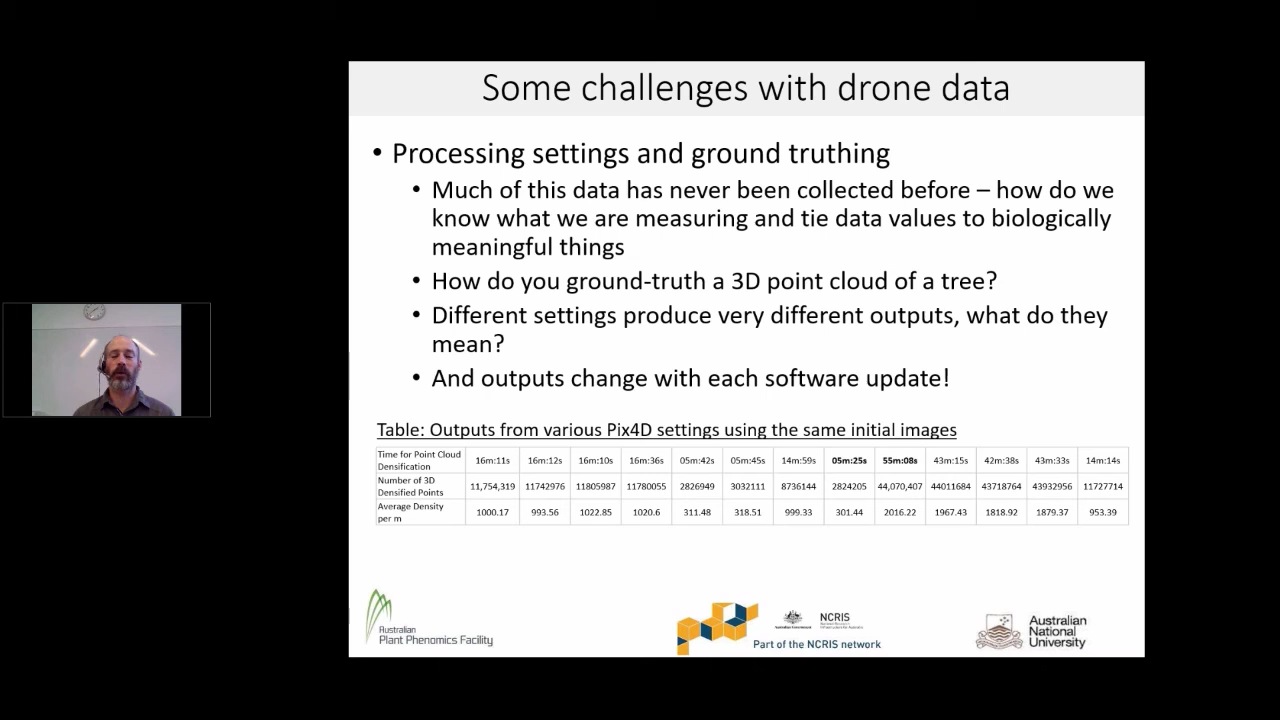 Some challenges with drone data
• Processing settings and ground truthing
• Much of this data has never been collected before – how do we
know what we are measuring and tie data values to biologically
meaningful things
• How do you ground-truth a 3D point cloud of a tree?
• Different settings produce very different outputs, what do they
mean?
• And outputs change with each software update!
Table: Outputs from various Pix4D settings using the same initial images
Time for Point Cloud
Densification
16m:11s 16m:12s 16m:10s 16m:36s 05m:42s 05m:45s 14m:59s 05m:25s 55m:08s 43m:15s 42m:38s 43m:33s 14m:14s
Number of 3D
Densified Points
11,754,319 11742976 11805987 11780055 2826949 3032111 8736144 2824205 44,070,407 44011684 43718764 43932956 11727714
Average Density
per m
1000.17 993.56 1022.85 1020.6 311.48 318.51 999.33 301.44 2016.22 1967.43 1818.92 1879.37 953.39
Australian
Plant Phenomics Facility
NCRIS
Part of the NCRIS network
Australian
National
University